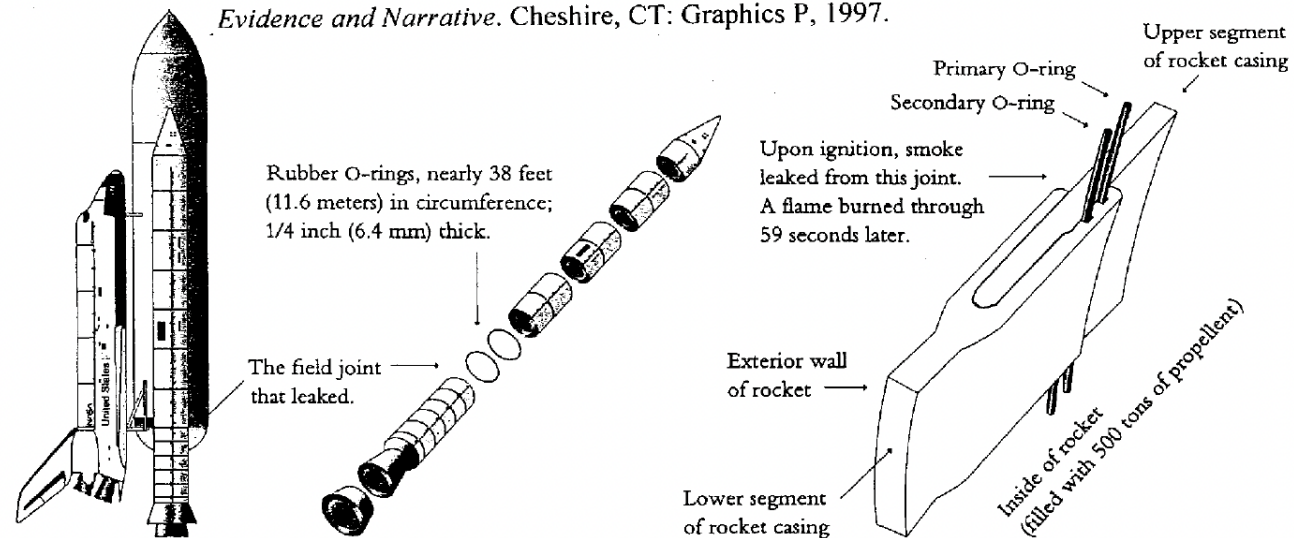 Evidence and Narrative. Cheshire, CT: Graphics P, 1997.
Upper segment
of rocket casing
Primary O-ring
Secondary O-ring
Upon ignition, smoke
leaked from this joint.
A flame burned through
59 seconds later.
Rubber O-rings, nearly 38 feet
(11.6 meters) in circumference;
1/4 inch (6.4 mm) thick.
The field joint
that leaked.
Exterior wall
of rocket
Lower segment
of rocket casing
Inside of rocket
(filled with 500 tons of propellent)
United States
NASA